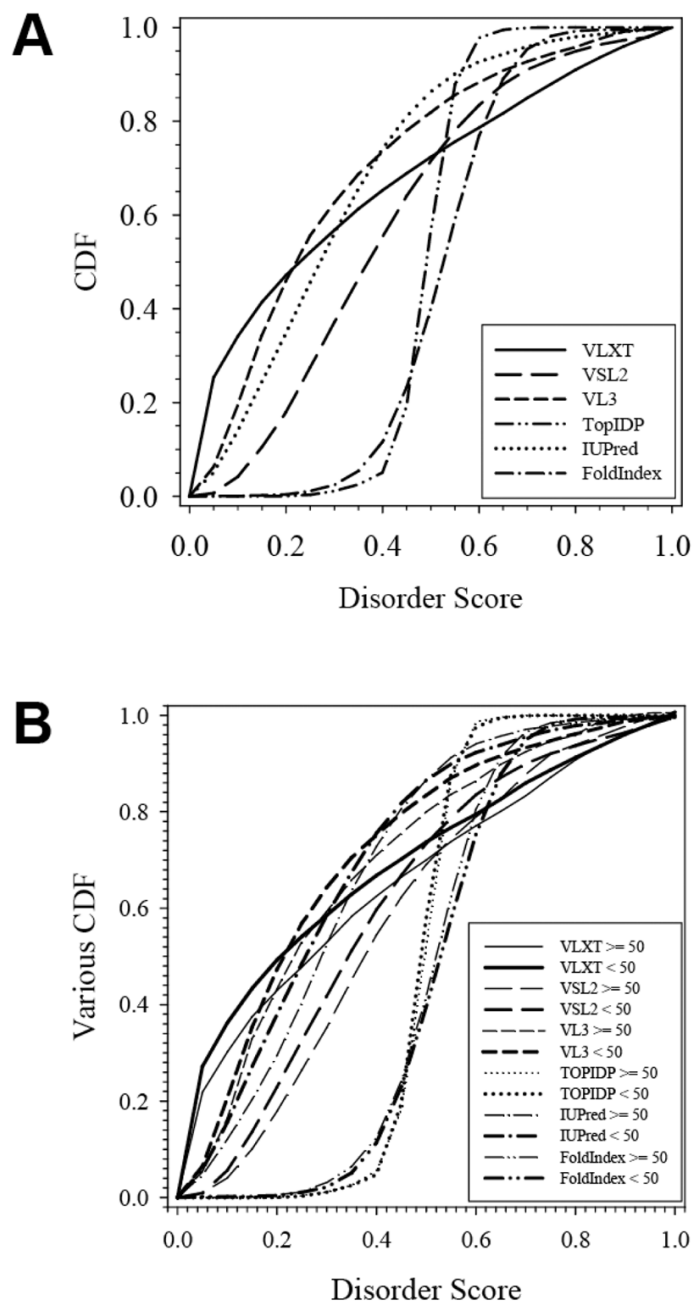 A
1.0
0.8
0.6
0.4
0.2
0.0
CDF
VLXT
VSL2
VL3
TopIDP
IUPred
FoldIndex
0.0 0.2 0.4 0.6 0.8 1.0
Disorder Score
B
1.0
0.8
0.6
0.4
0.2
0.0
Various CDF
VLXT >= 50
VLXT < 50
VSL2 >= 50
VSL2 < 50
VL3 >= 50
VL3 < 50
TOPIDP >= 50
TOPIDP < 50
IUPred >= 50
IUPred < 50
FoldIndex >= 50
FoldIndex < 50
0.0 0.2 0.4 0.6 0.8 1.0
Disorder Score